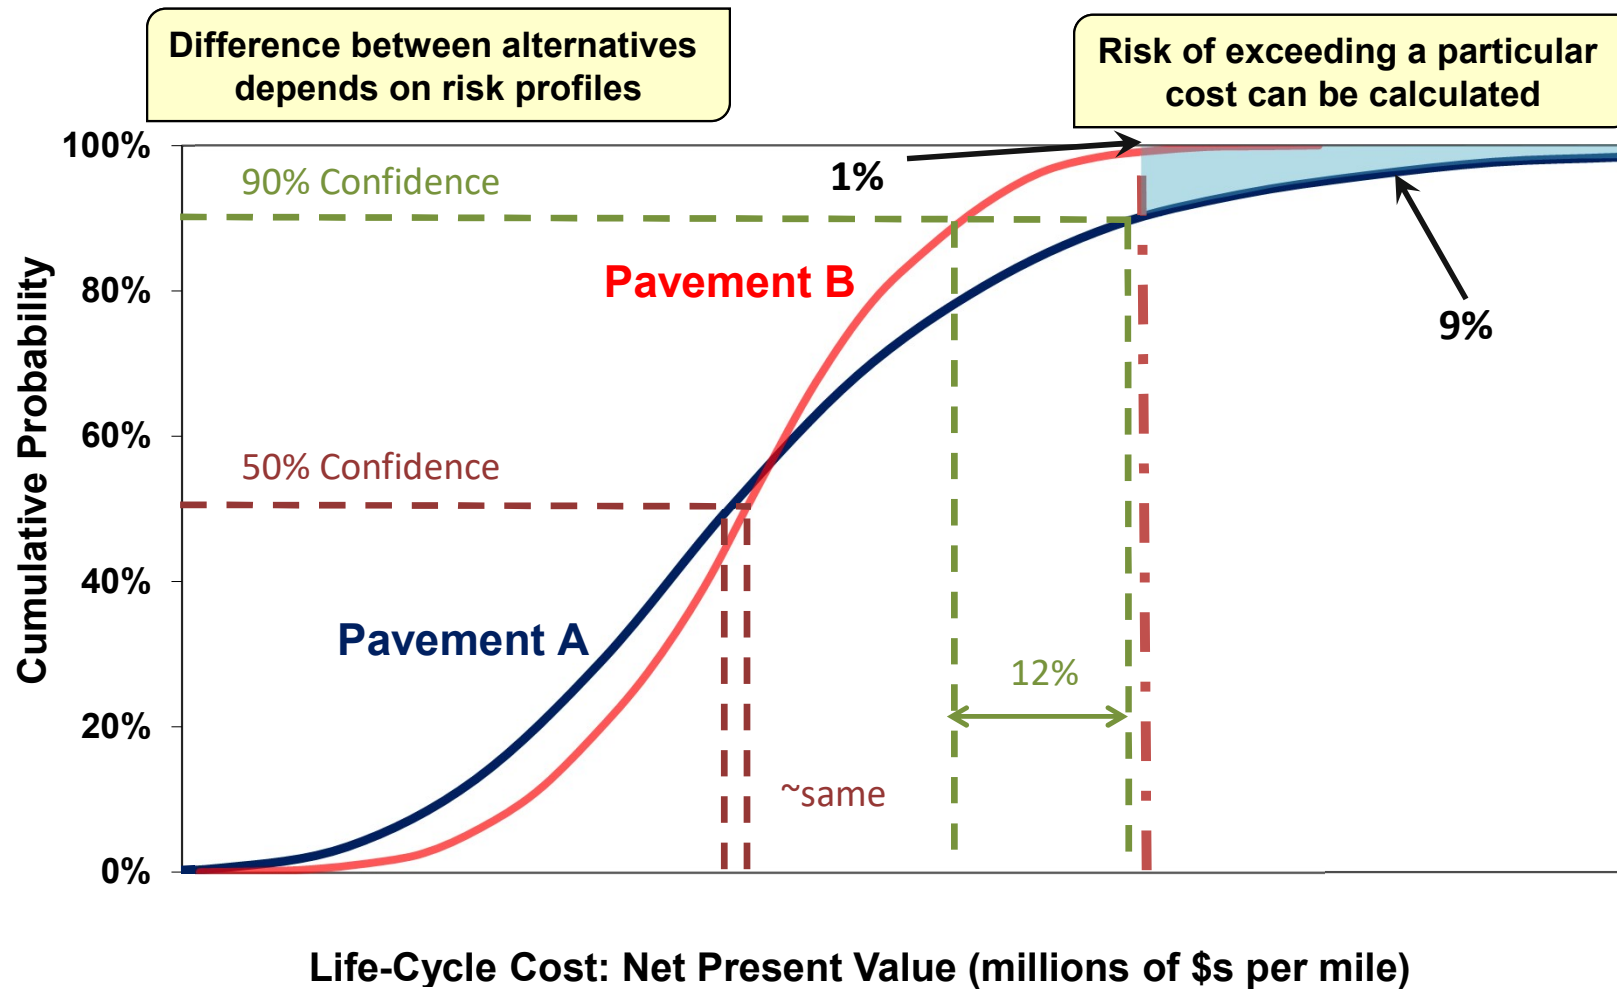 Difference between alternatives
depends on risk profiles
Risk of exceeding a particular
cost can be calculated
100%
90% Confidence
1%
80%
Pavement B
9%
Cumulative Probability
60%
50% Confidence
40%
Pavement A
12%
20%
~same
0%
Life-Cycle Cost: Net Present Value (millions of $s per mile)